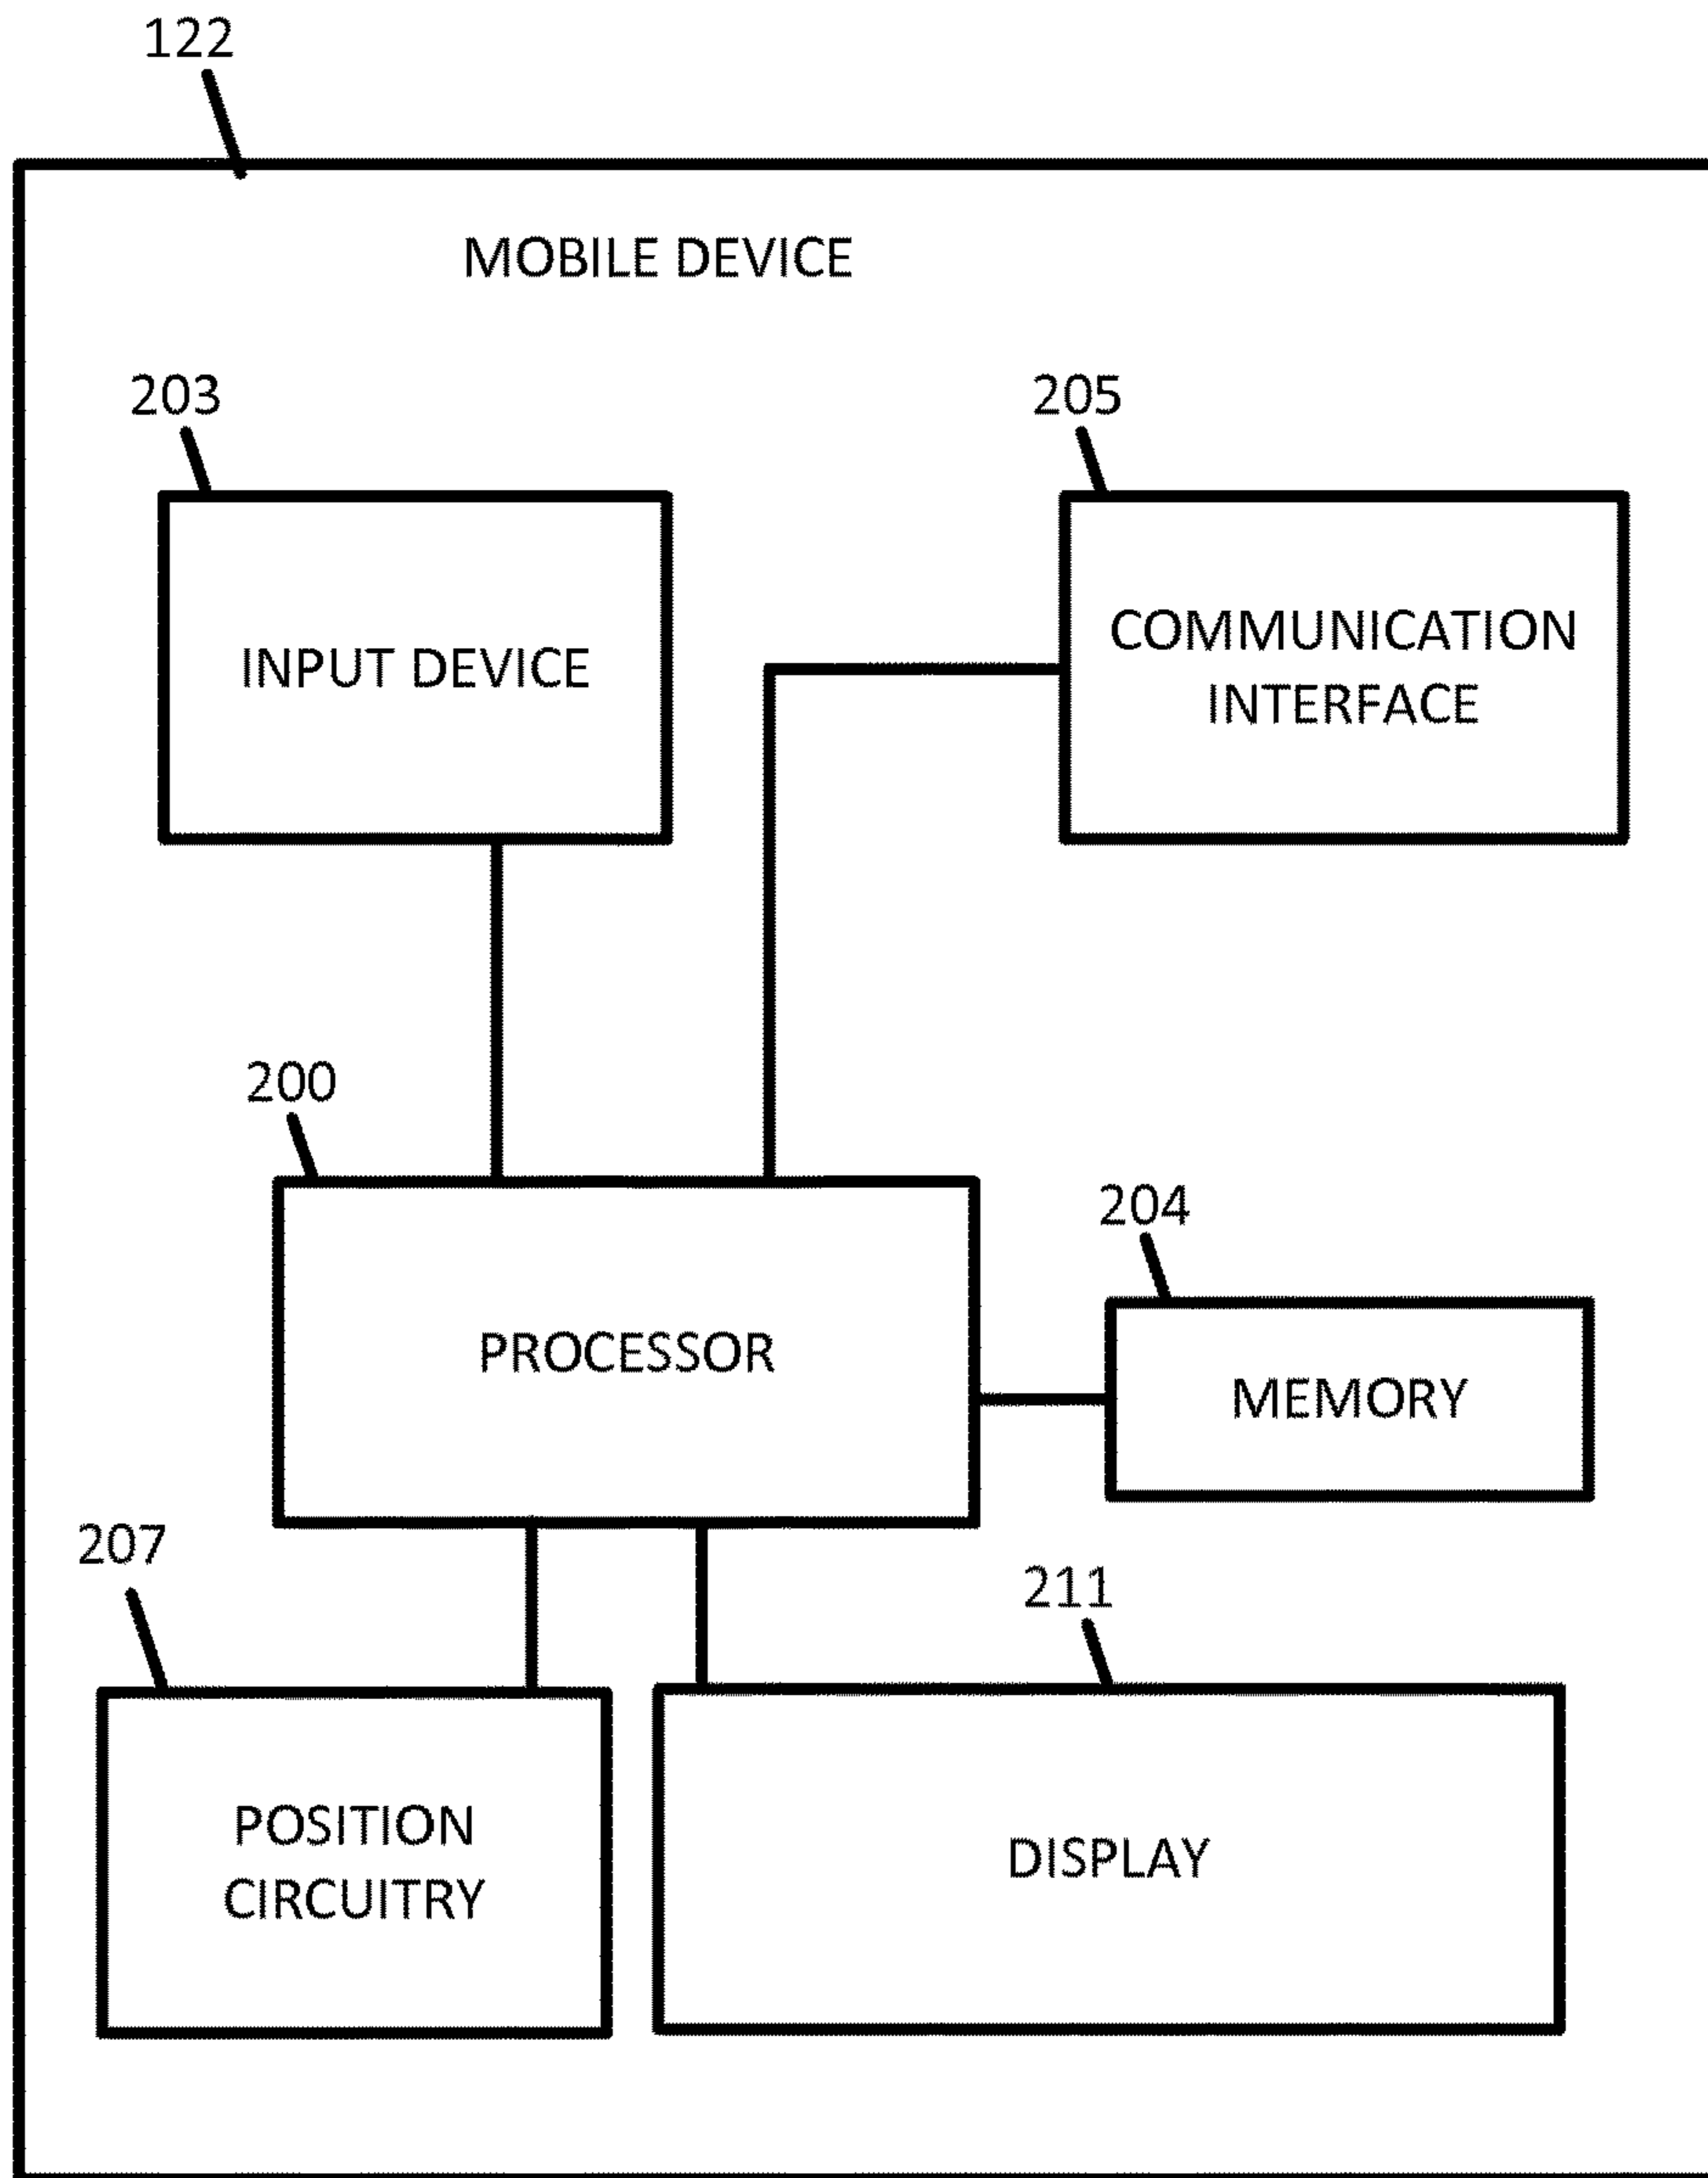 122
MOBILE DEVICE
203
205
INPUT DEVICE
COMMUNICATION
INTERFACE
200
204
PROCESSOR
MEMORY
207
211
POSITION
CIRCUITRY
DISPLAY